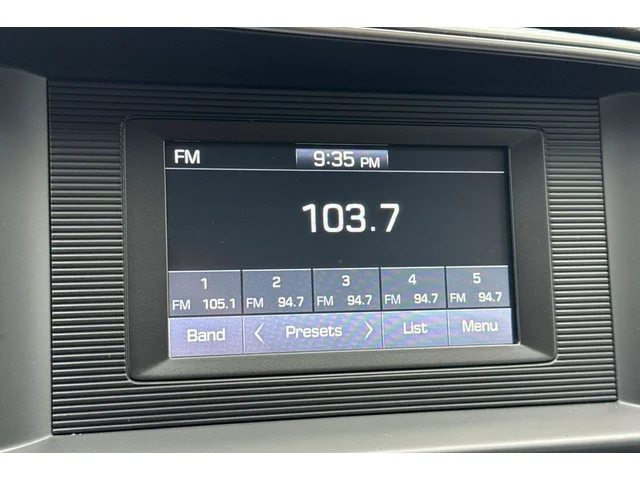 FM 9:35 PM
103.7
1 2 3 4 5
FM 105.1 FM 94.7 FM 94.7 FM 94.7 FM 94.7
Band < Presets > List Menu